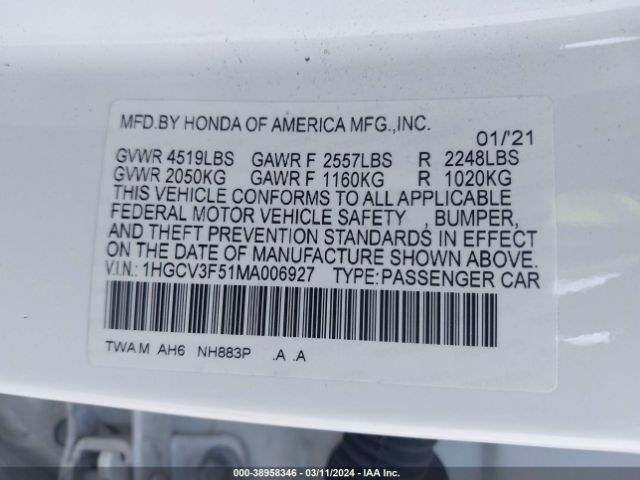 MFD.BY HONDA OF AMERICA MFG.,INC.
01/'21
GVWR 4519LBS GAWR F 2557LBS R 2248LBS
GVWR 2050KG GAWR F 1160KG R 1020KG
THIS VEHICLE CONFORMS TO ALL APPLICABLE
FEDERAL MOTOR VEHICLE SAFETY , BUMPER,
AND THEFT PREVENTION STANDARDS IN EFFECT
ON THE DATE OF MANUFACTURE SHOWN ABOVE.
V.I.N.: 1HGCV3F51MA006927 TYPE:PASSENGER CAR
TWA M AH6 NH883P .A .A
000-38958346 / 03/11/2024 - IAA Inc.